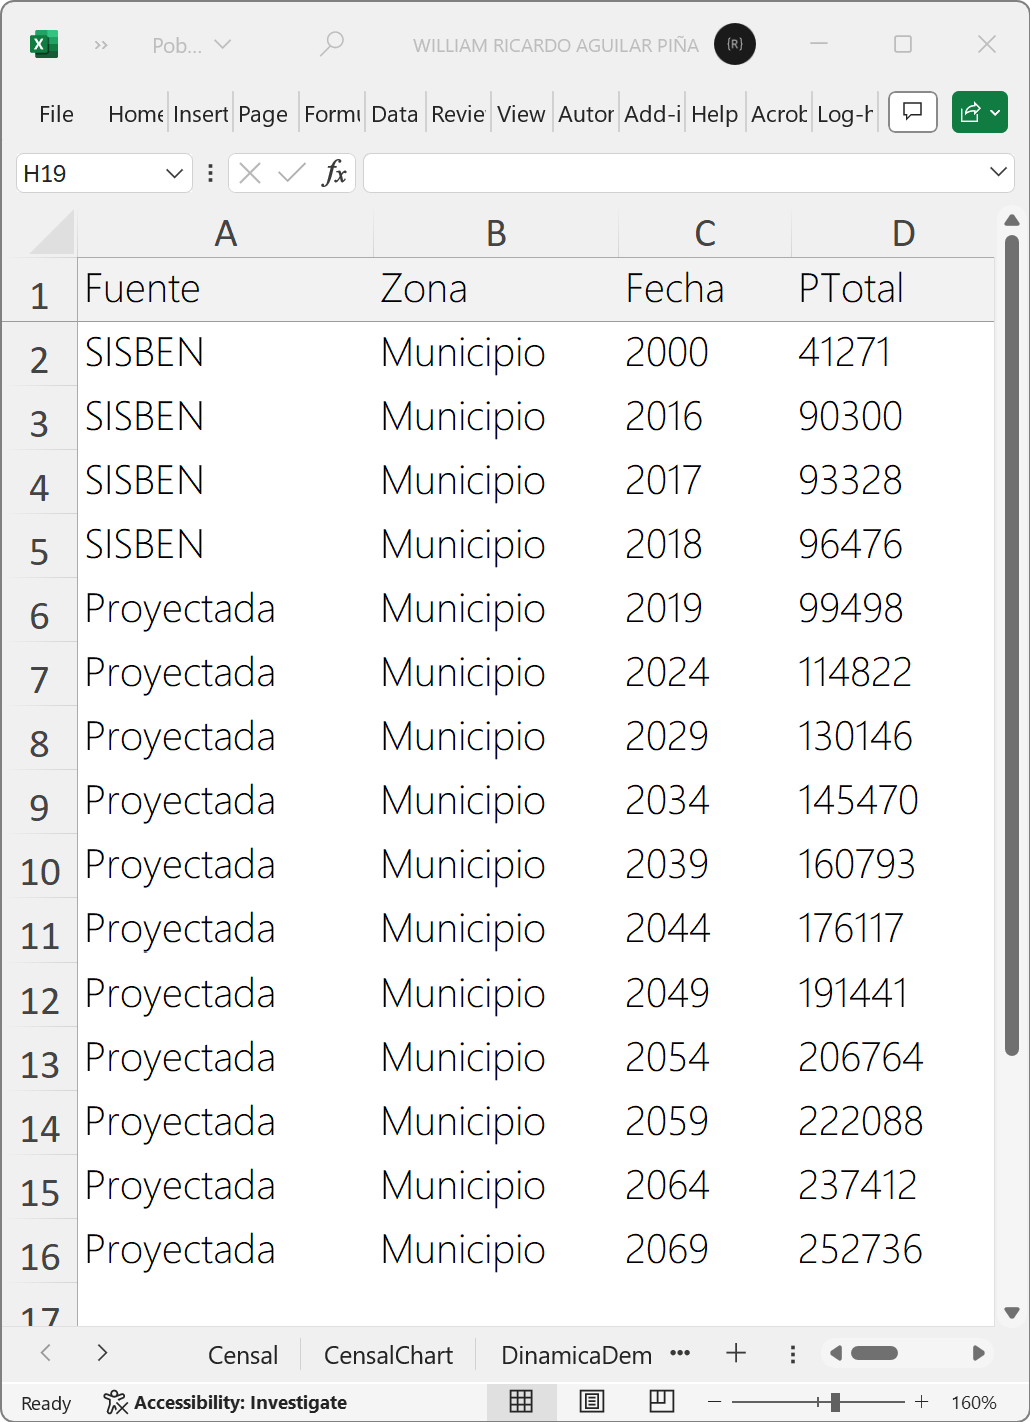 Pob... WILLIAM RICARDO AGUILAR PIÑA {R}
File Home Insert Page Formu Data Revie View Autor Add-i Help Acrob Log-h
H19 fx
A B C D
1 Fuente Zona Fecha PTotal
2 SISBEN Municipio 2000 41271
3 SISBEN Municipio 2016 90300
4 SISBEN Municipio 2017 93328
5 SISBEN Municipio 2018 96476
6 Proyectada Municipio 2019 99498
7 Proyectada Municipio 2024 114822
8 Proyectada Municipio 2029 130146
9 Proyectada Municipio 2034 145470
10 Proyectada Municipio 2039 160793
11 Proyectada Municipio 2044 176117
12 Proyectada Municipio 2049 191441
13 Proyectada Municipio 2054 206764
14 Proyectada Municipio 2059 222088
15 Proyectada Municipio 2064 237412
16 Proyectada Municipio 2069 252736
17
Censal CensalChart DinamicaDem ...
Ready Accessibility: Investigate 160%